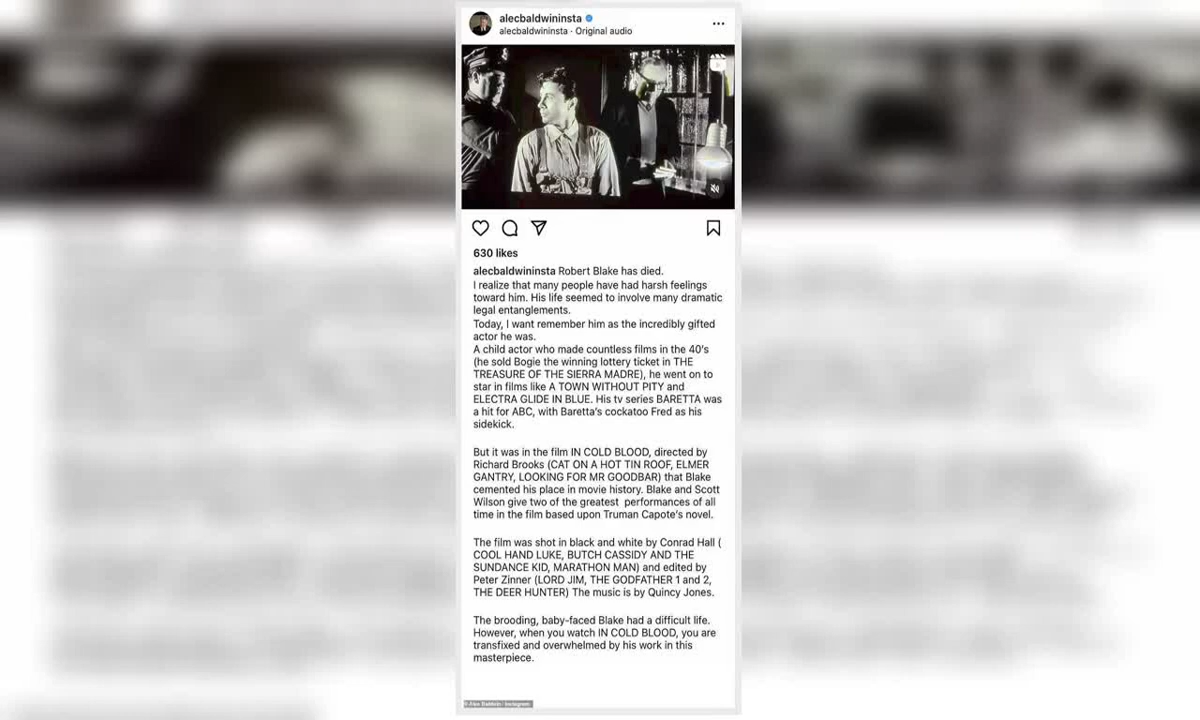 alecbaldwininsta
alecbaldwininsta · Original audio
630 likes
alecbaldwininsta Robert Blake has died.
I realize that many people have had harsh feelings
toward him. His life seemed to involve many dramatic
legal entanglements.
Today, I want remember him as the incredibly gifted
actor he was.
A child actor who made countless films in the 40's
(he sold Bogie the winning lottery ticket in THE
TREASURE OF THE SIERRA MADRE), he went on to
star in films like A TOWN WITHOUT PITY and
ELECTRA GLIDE IN BLUE. His tv series BARETTA was
a hit for ABC, with Baretta's cockatoo Fred as his
sidekick.
But it was in the film IN COLD BLOOD, directed by
Richard Brooks (CAT ON A HOT TIN ROOF, ELMER
GANTRY, LOOKING FOR MR GOODBAR) that Blake
cemented his place in movie history. Blake and Scott
Wilson give two of the greatest performances of all
time in the film based upon Truman Capote's novel.
The film was shot in black and white by Conrad Hall (
COOL HAND LUKE, BUTCH CASSIDY AND THE
SUNDANCE KID, MARATHON MAN) and edited by
Peter Zinner (LORD JIM, THE GODFATHER 1 and 2,
THE DEER HUNTER) The music is by Quincy Jones.
The brooding, baby-faced Blake had a difficult life.
However, when you watch IN COLD BLOOD, you are
transfixed and overwhelmed by his work in this
masterpiece.
© Alec Baldwin / Instagram